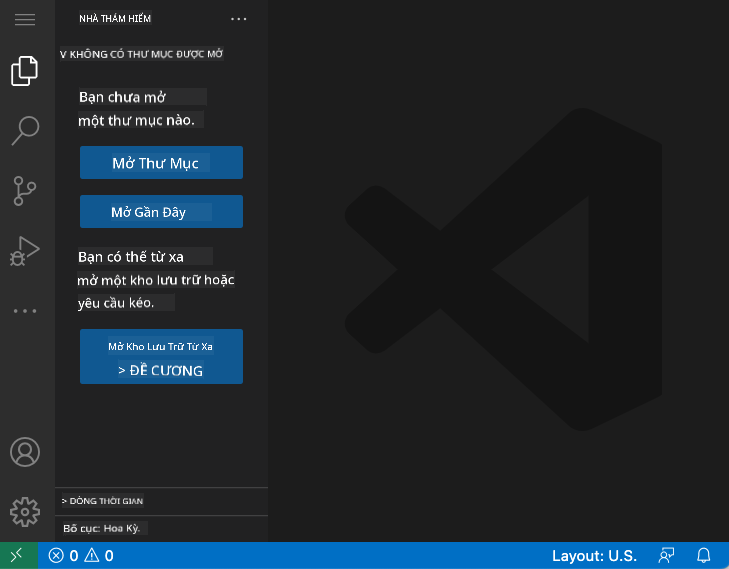 NHÀ THÁM HIỂM
V KHÔNG CÓ THƯ MỤC ĐƯỢC MỞ
Bạn chưa mở
một thư mục nào.
Mở Thư Mục
Mở Gần Đây
Bạn có thể từ xa
mở một kho lưu trữ hoặc
yêu cầu kéo.
Mở Kho Lưu Trữ Từ Xa
> ĐỀ CƯƠNG
> DÒNG THỜI GIAN
Bố cục: Hoa Kỳ.
0 0 Layout: U.S.